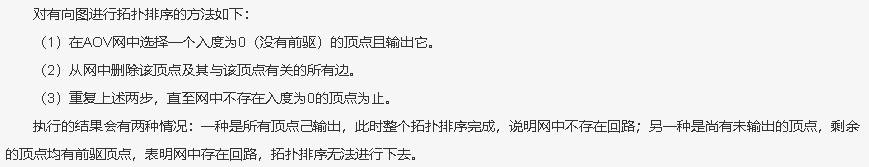 对有向图进行拓扑排序的方法如下：
（1）在AOV网中选择一个入度为0（没有前驱）的顶点且输出它。
（2）从网中删除该顶点及其与该顶点有关的所有边。
（3）重复上述两步，直至网中不存在入度为0的顶点为止。
执行的结果会有两种情况：一种是所有顶点己输出，此时整个拓扑排序完成，说明网中不存在回路；另一种是尚有未输出的顶点，剩余
的顶点均有前驱顶点，表明网中存在回路，拓扑排序无法进行下去。